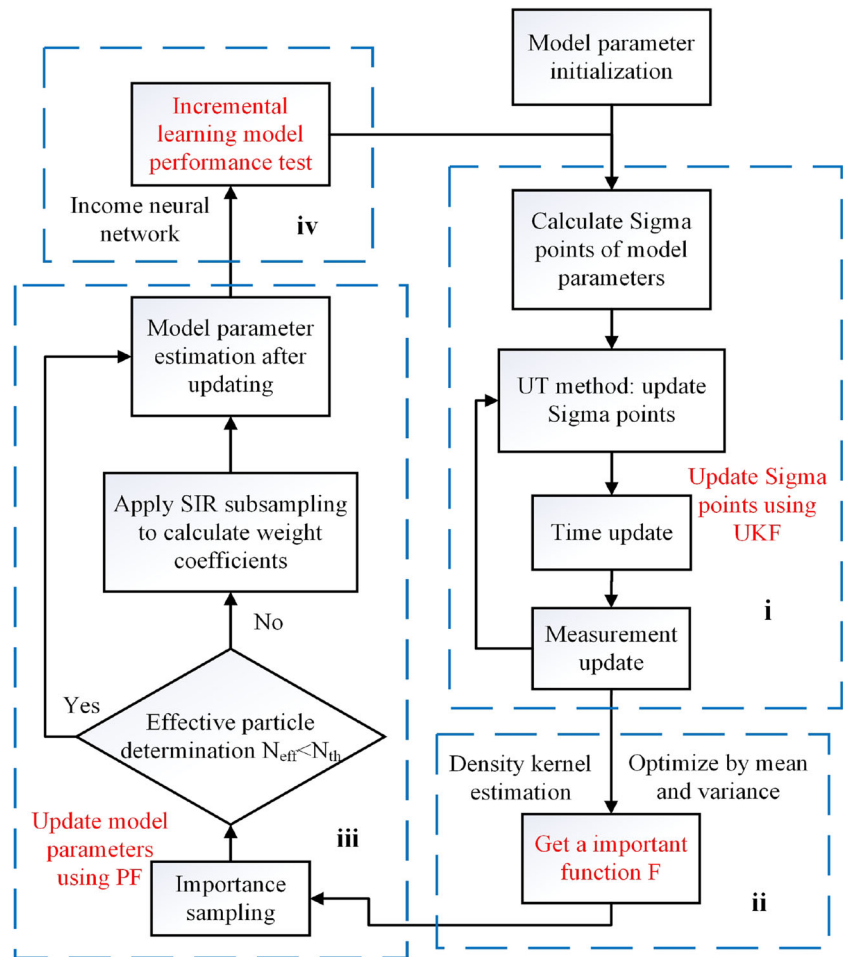 Model parameter
initialization
Incremental
learning model
performance test
Income neural
network
iv
Calculate Sigma
points of model
parameters
UT method: update
Sigma points
Update Sigma
points using
UKF
Time update
i
Measurement
update
Model parameter
estimation after
updating
Apply SIR subsampling
to calculate weight
coefficients
No
Yes
Effective particle
determination Neff<Nth
Update model
parameters
using PF
iii
Importance
sampling
Density kernel
estimation
Optimize by mean
and variance
Get a important
function F
ii